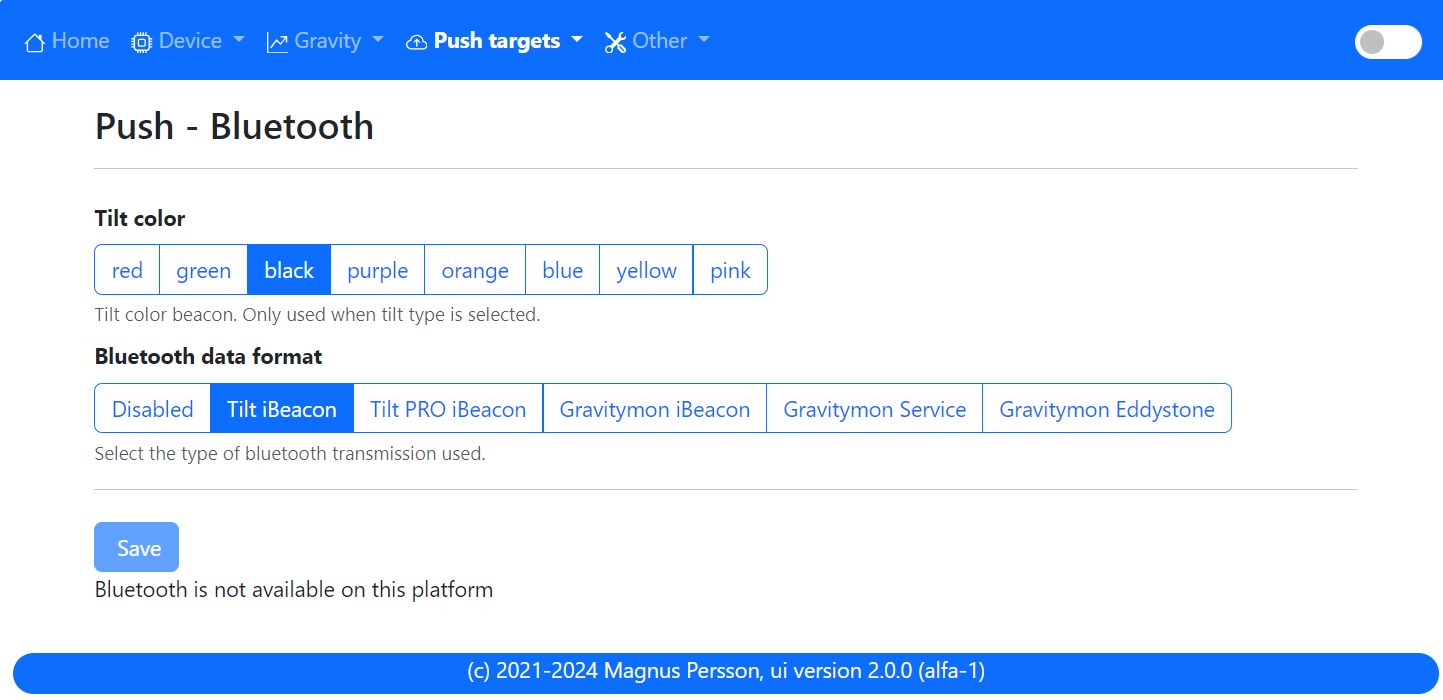 Home Device Gravity Push targets Other
Push - Bluetooth
Tilt color
red green black purple orange blue yellow pink
Tilt color beacon. Only used when tilt type is selected.
Bluetooth data format
Disabled Tilt iBeacon Tilt PRO iBeacon Gravitymon iBeacon Gravitymon Service Gravitymon Eddystone
Select the type of bluetooth transmission used.
Save
Bluetooth is not available on this platform
(c) 2021-2024 Magnus Persson, ui version 2.0.0 (alfa-1)